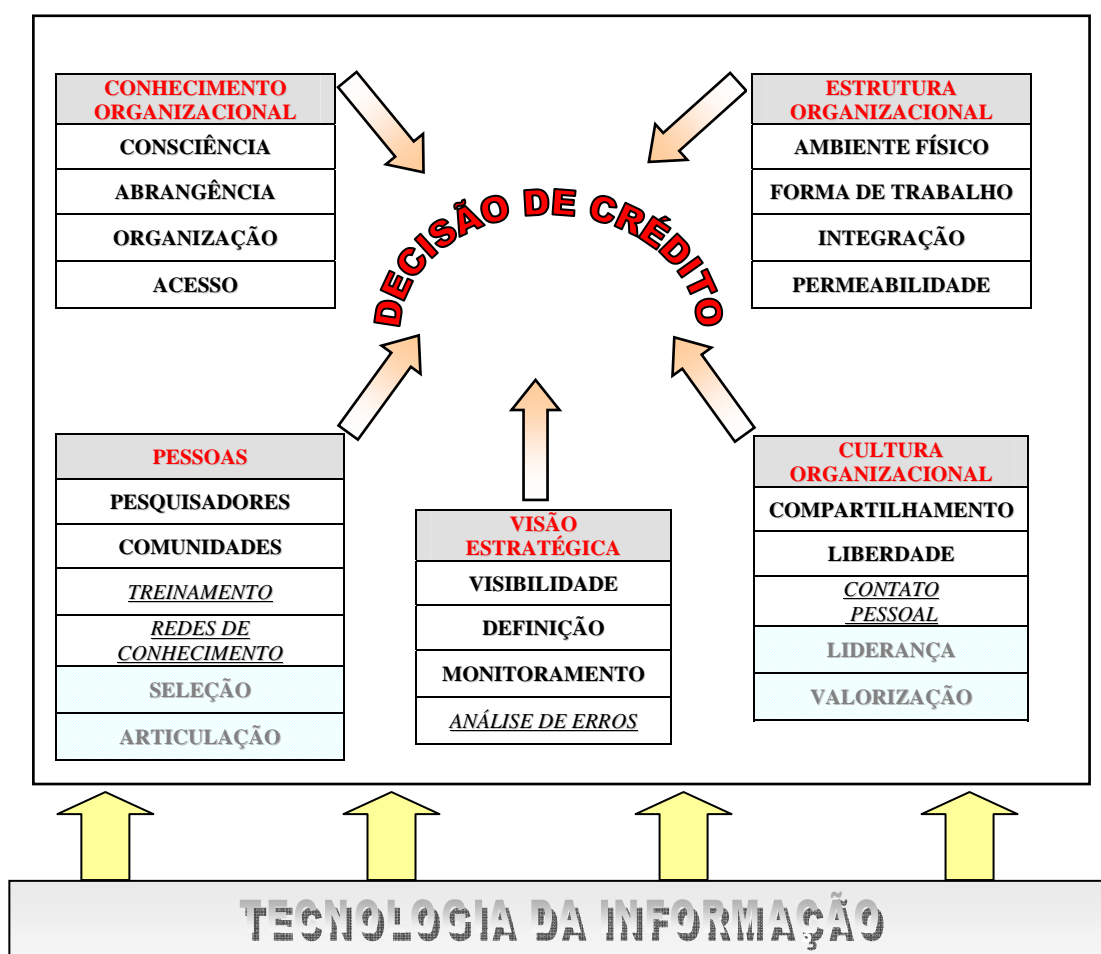 CONHECIMENTO
ORGANIZACIONAL
CONSCIÊNCIA
ABRANGÊNCIA
ORGANIZAÇÃO
ACESSO
ESTRUTURA
ORGANIZACIONAL
AMBIENTE FÍSICO
FORMA DE TRABALHO
INTEGRAÇÃO
PERMEABILIDADE
DECISÃO DE CRÉDITO
PESSOAS
PESQUISADORES
COMUNIDADES
TREINAMENTO
REDES DE
CONHECIMENTO
SELEÇÃO
ARTICULAÇÃO
VISÃO
ESTRATÉGICA
VISIBILIDADE
DEFINIÇÃO
MONITORAMENTO
ANÁLISE DE ERROS
CULTURA
ORGANIZACIONAL
COMPARTILHAMENTO
LIBERDADE
CONTATO
PESSOAL
LIDERANÇA
VALORIZAÇÃO
TECNOLOGIA DA INFORMAÇÃO